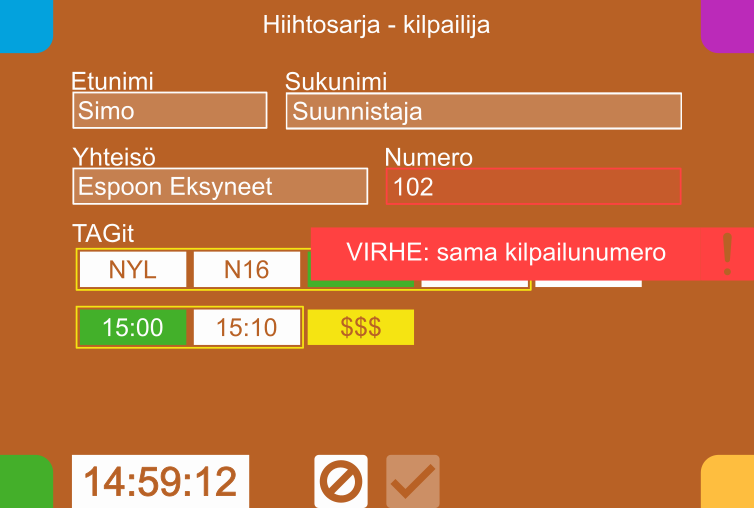 Hiihtosarja - kilpailija
Etunimi Sukunimi
Simo Suunnistaja
Yhteisö Numero
Espoon Eksyneet 102
TAGit
VIRHE: sama kilpailunumero !
NYL N16
15:00 15:10 $$$
14:59:12